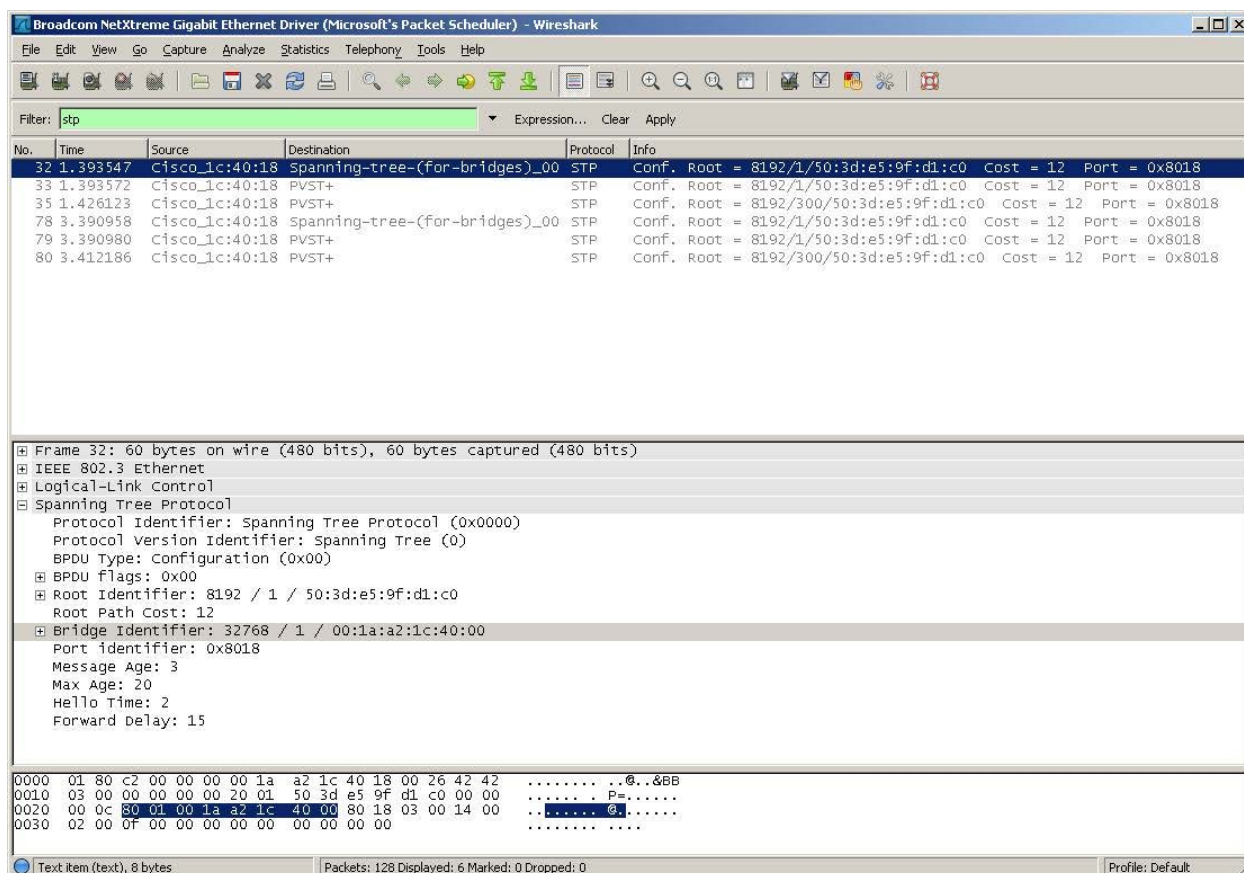 Broadcom NetXtreme Gigabit Ethernet Driver (Microsoft's Packet Scheduler) - Wireshark
File Edit View Go Capture Analyze Statistics Telephony Tools Help
Filter: stp Expression... Clear Apply
No. Time Source Destination Protocol Info
32 1.393547 Cisco_1c:40:18 Spanning-tree-(for-bridges)_00 STP Conf. Root = 8192/1/50:3d:e5:9f:d1:c0 Cost = 12 Port = 0x8018
33 1.393572 Cisco_1c:40:18 PVST+ STP Conf. Root = 8192/1/50:3d:e5:9f:d1:c0 Cost = 12 Port = 0x8018
35 1.426123 Cisco_1c:40:18 PVST+ STP Conf. Root = 8192/300/50:3d:e5:9f:d1:c0 Cost = 12 Port = 0x8018
78 3.390958 Cisco_1c:40:18 Spanning-tree-(for-bridges)_00 STP Conf. Root = 8192/1/50:3d:e5:9f:d1:c0 Cost = 12 Port = 0x8018
79 3.390980 Cisco_1c:40:18 PVST+ STP Conf. Root = 8192/1/50:3d:e5:9f:d1:c0 Cost = 12 Port = 0x8018
80 3.412186 Cisco_1c:40:18 PVST+ STP Conf. Root = 8192/300/50:3d:e5:9f:d1:c0 Cost = 12 Port = 0x8018
Frame 32: 60 bytes on wire (480 bits), 60 bytes captured (480 bits)
IEEE 802.3 Ethernet
Logical-Link Control
Spanning Tree Protocol
Protocol Identifier: Spanning Tree Protocol (0x0000)
Protocol Version Identifier: Spanning Tree (0)
BPDU Type: Configuration (0x00)
BPDU flags: 0x00
Root Identifier: 8192 / 1 / 50:3d:e5:9f:d1:c0
Root Path Cost: 12
Bridge Identifier: 32768 / 1 / 00:1a:a2:1c:40:00
Port identifier: 0x8018
Message Age: 3
Max Age: 20
Hello Time: 2
Forward Delay: 15
0000 01 80 c2 00 00 00 00 1a a2 1c 40 18 00 26 42 42 ........ ..@..&BB
0010 03 00 00 00 00 00 20 01 50 3d e5 9f d1 c0 00 00 ....... P=......
0020 00 0c 80 01 00 1a a2 1c 40 00 80 18 03 00 14 00 ........ @.......
0030 02 00 0f 00 00 00 00 00 00 00 00 00 ........ ....
Text item (text), 8 bytes Packets: 128 Displayed: 6 Marked: 0 Dropped: 0 Profile: Default